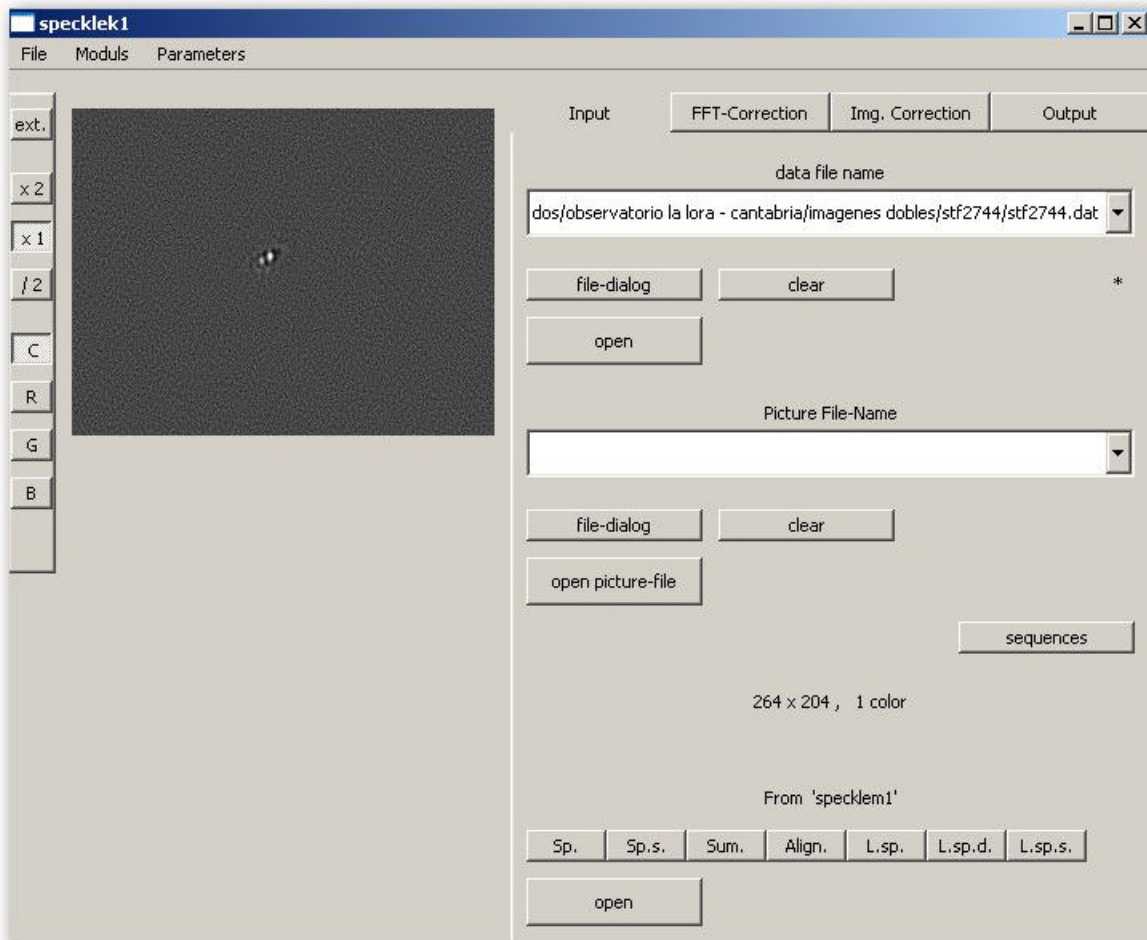 specklek1
File Moduls Parameters
ext.
x 2
x 1
/ 2
C
R
G
B
Input FFT-Correction Img. Correction Output
data file name
dos/observatorio la lora - cantabria/imagenes dobles/stf2744/stf2744.dat
file-dialog clear *
open
Picture File-Name
file-dialog clear
open picture-file
sequences
264 x 204 , 1 color
From 'specklem1'
Sp. Sp.s. Sum. Align. L.sp. L.sp.d. L.sp.s.
open